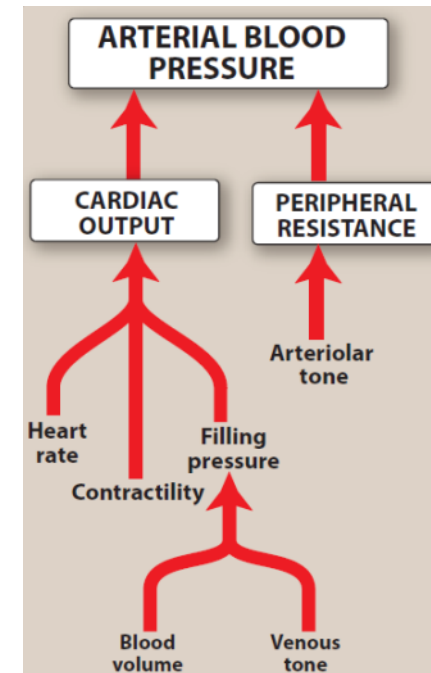 ARTERIAL BLOOD
PRESSURE
CARDIAC
OUTPUT
PERIPHERAL
RESISTANCE
Arteriolar
tone
Heart
rate
Contractility
Filling
pressure
Blood
volume
Venous
tone